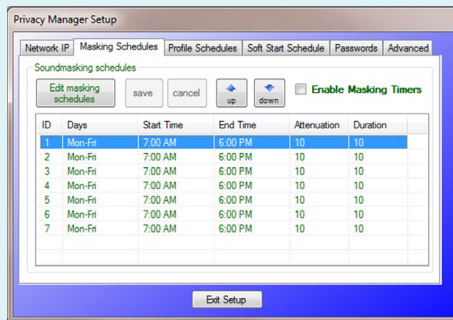 Privacy Manager Setup
Network IP Masking Schedules Profile Schedules Soft Start Schedule Passwords Advanced
Soundmasking schedules
Edit masking
schedules
save cancel up down Enable Masking Timers
ID Days Start Time End Time Attenuation Duration
1 Mon-Fri 7:00 AM 6:00 PM 10 10
2 Mon-Fri 7:00 AM 6:00 PM 10 10
3 Mon-Fri 7:00 AM 6:00 PM 10 10
4 Mon-Fri 7:00 AM 6:00 PM 10 10
5 Mon-Fri 7:00 AM 6:00 PM 10 10
6 Mon-Fri 7:00 AM 6:00 PM 10 10
7 Mon-Fri 7:00 AM 6:00 PM 10 10
Exit Setup